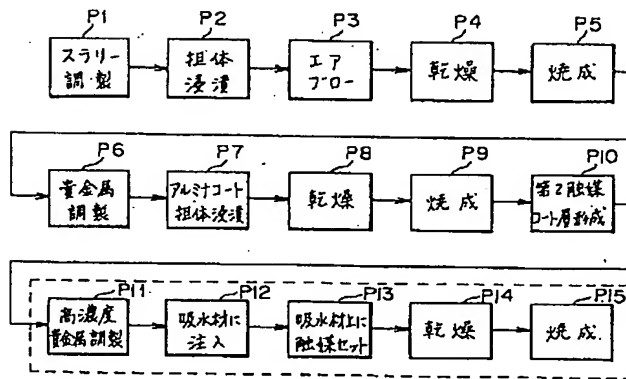 P1
スラリー
調製
P2
担体
浸漬
P3
エア
ブロー
P4
乾燥
P5
焼成
P6
貴金属
調製
P7
アルミナコート
担体浸漬
P8
乾燥
P9
焼成
P10
第2触媒
コート層形成
P11
高濃度
貴金属調製
P12
吸水材に
注入
P13
吸水材上に
触媒セット
P14
乾燥
P15
焼成